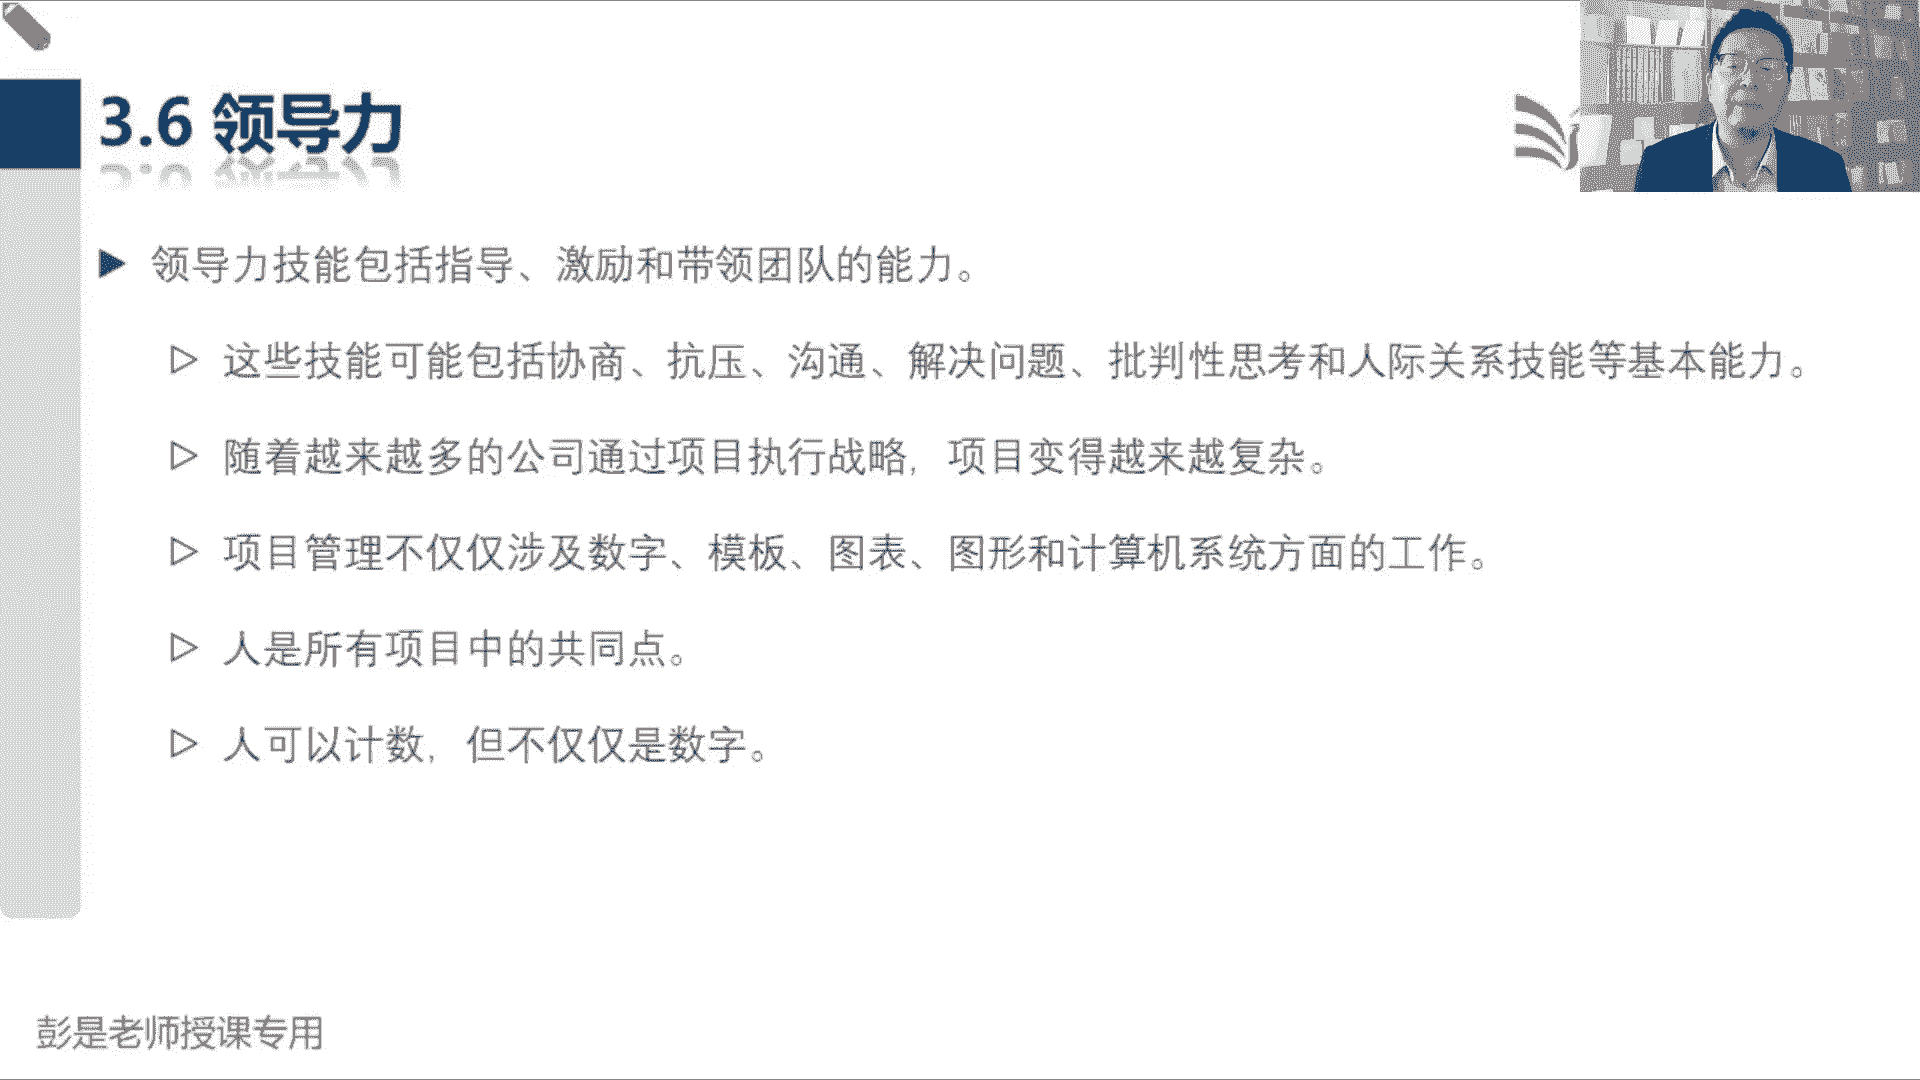 3.6 领导力
领导力技能包括指导、激励和带领团队的能力。
这些技能可能包括协商、抗压、沟通、解决问题、批判性思考和人际关系技能等基本能力。
随着越来越多的公司通过项目执行战略，项目变得越来越复杂。
项目管理不仅仅涉及数字、模板、图表、图形和计算机系统方面的工作。
人是所有项目中的共同点。
人可以计数，但不仅仅是数字。
彭是老师授课专用